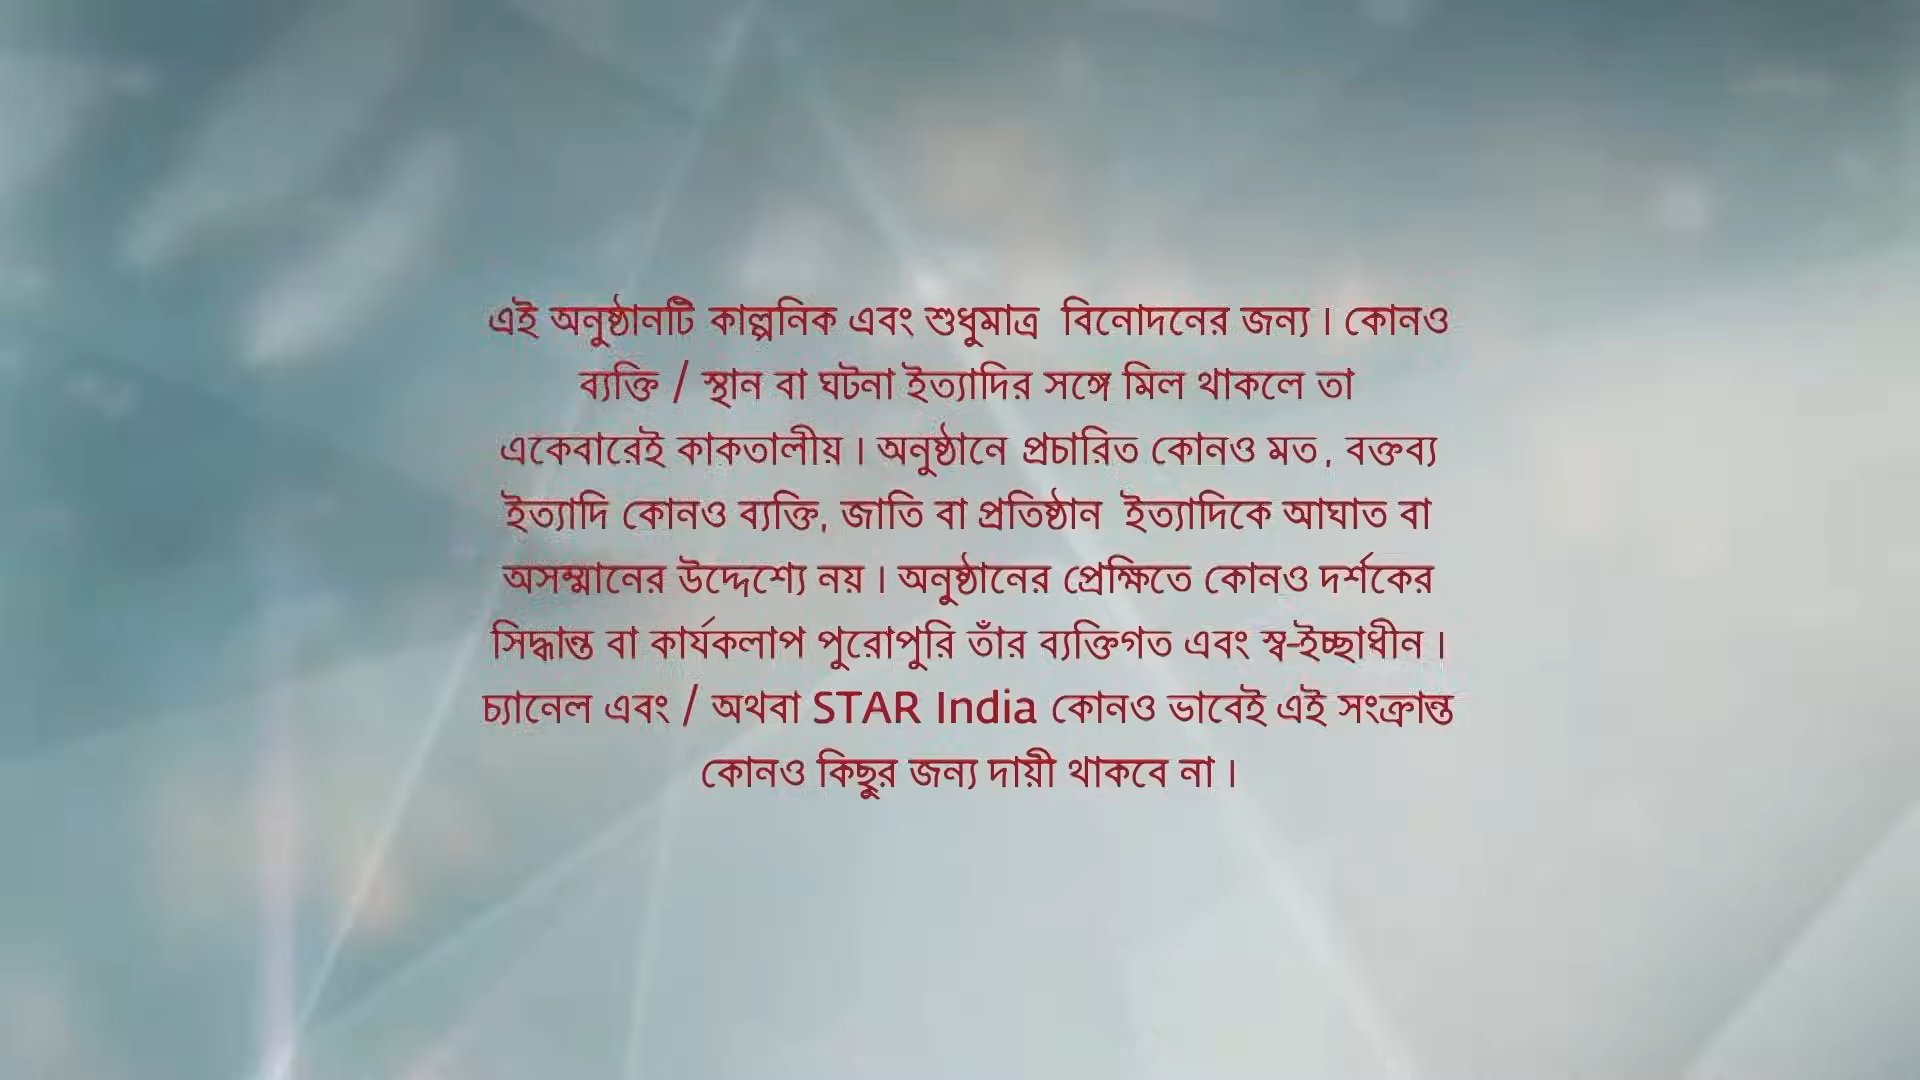 এই অনুষ্ঠানটি কাল্পনিক এবং শুধুমাত্র বিনোদনের জন্য । কোনও
ব্যক্তি / স্থান বা ঘটনা ইত্যাদির সঙ্গে মিল থাকলে তা
একেবারেই কাকতালীয় । অনুষ্ঠানে প্রচারিত কোনও মত , বক্তব্য
ইত্যাদি কোনও ব্যক্তি, জাতি বা প্রতিষ্ঠান ইত্যাদিকে আঘাত বা
অসম্মানের উদ্দেশ্যে নয় । অনুষ্ঠানের প্রেক্ষিতে কোনও দর্শকের
সিদ্ধান্ত বা কার্যকলাপ পুরোপুরি তাঁর ব্যক্তিগত এবং স্ব-ইচ্ছাধীন ।
চ্যানেল এবং / অথবা STAR India কোনও ভাবেই এই সংক্রান্ত
কোনও কিছুর জন্য দায়ী থাকবে না ।